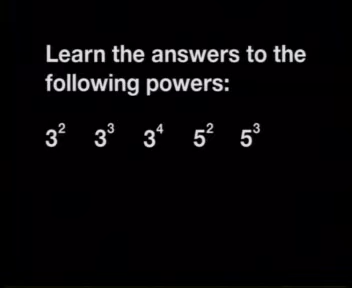 Learn the answers to the
following powers:
3² 3³ 3⁴ 5² 5³